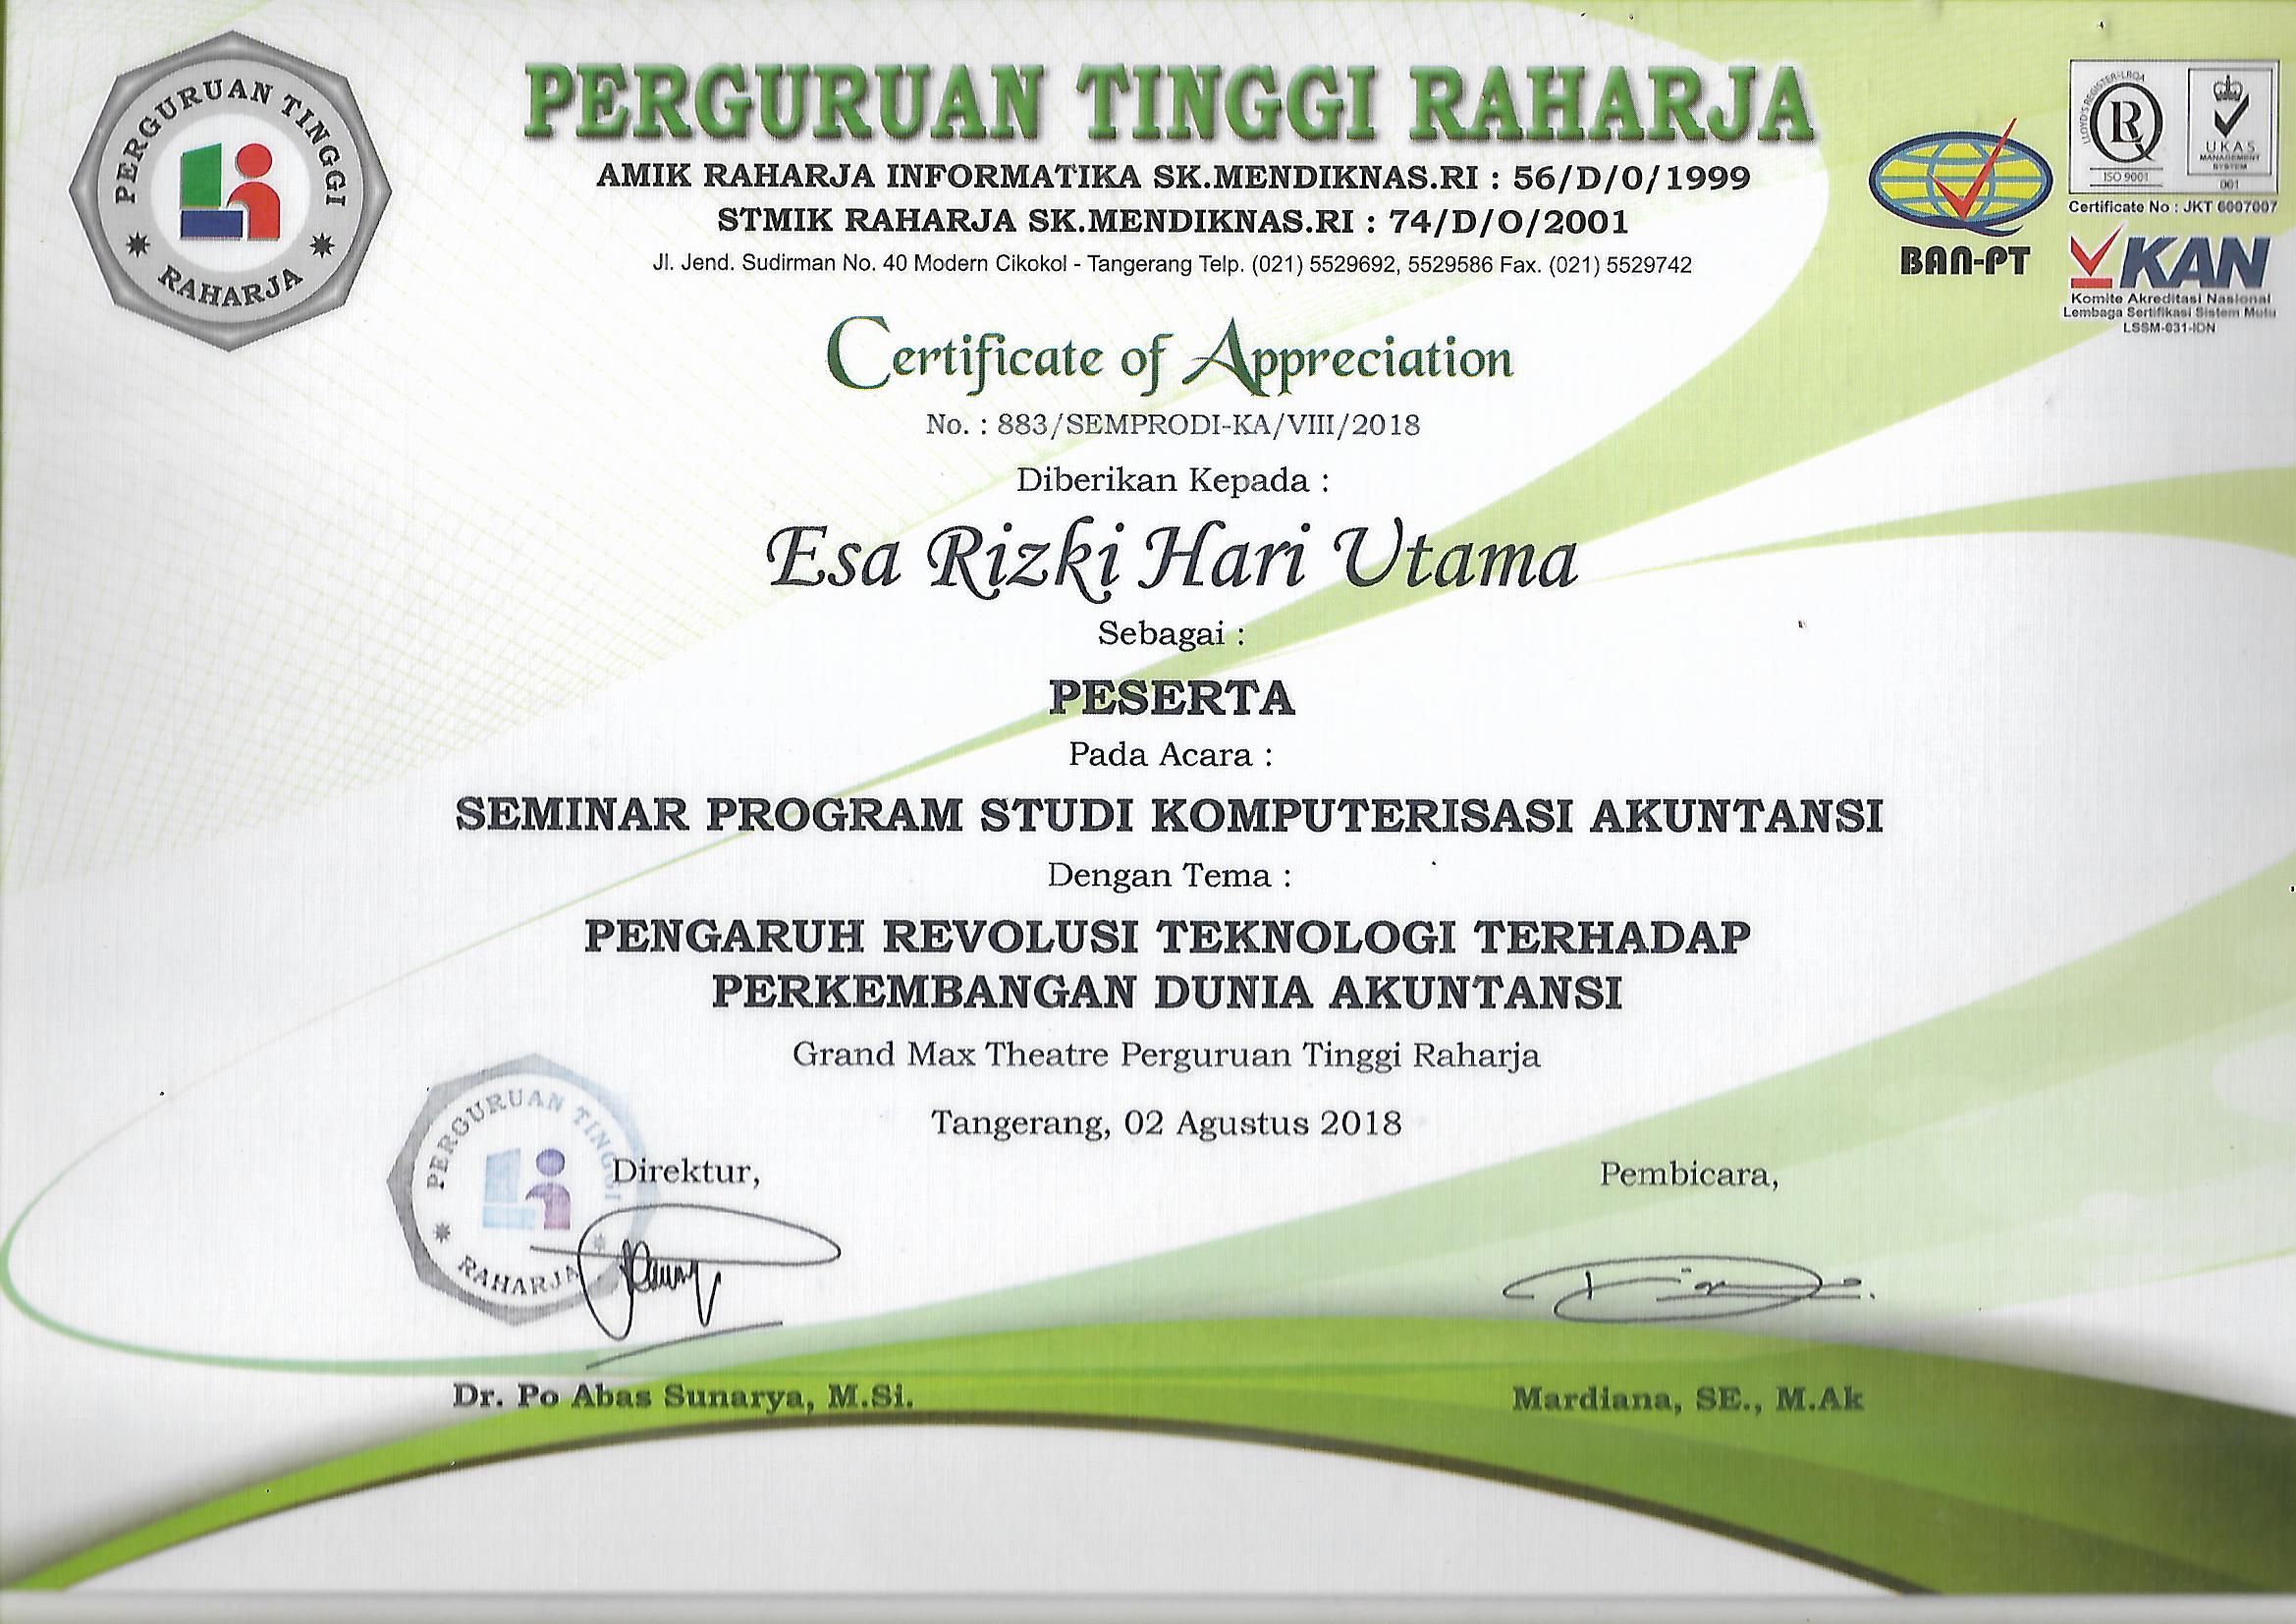 PERGURUAN TINGGI
RAHARJA
PERGURUAN TINGGI RAHARJA
AMIK RAHARJA INFORMATIKA SK.MENDIKNAS.RI : 56/D/0/1999
STMIK RAHARJA SK.MENDIKNAS.RI : 74/D/O/2001
Jl. Jend. Sudirman No. 40 Modern Cikokol - Tangerang Telp. (021) 5529692, 5529586 Fax. (021) 5529742
BAN-PT
LLOYD'S REGISTER-LRQA
ISO 9001
UKAS
MANAGEMENT
SYSTEM
001
Certificate No : JKT 6007007
KAN
Komite Akreditasi Nasional
Lembaga Sertifikasi Sistem Mutu
LSSM-031-IDN
Certificate of Appreciation
No. : 883/SEMPRODI-KA/VIII/2018
Diberikan Kepada :
Esa Rizki Hari Utama
Sebagai :
PESERTA
Pada Acara :
SEMINAR PROGRAM STUDI KOMPUTERISASI AKUNTANSI
Dengan Tema :
PENGARUH REVOLUSI TEKNOLOGI TERHADAP
PERKEMBANGAN DUNIA AKUNTANSI
Grand Max Theatre Perguruan Tinggi Raharja
Tangerang, 02 Agustus 2018
PERGURUAN TINGGI
RAHARJA
Direktur,
Pembicara,
Dr. Po Abas Sunarya, M.Si.
Mardiana, SE., M.Ak